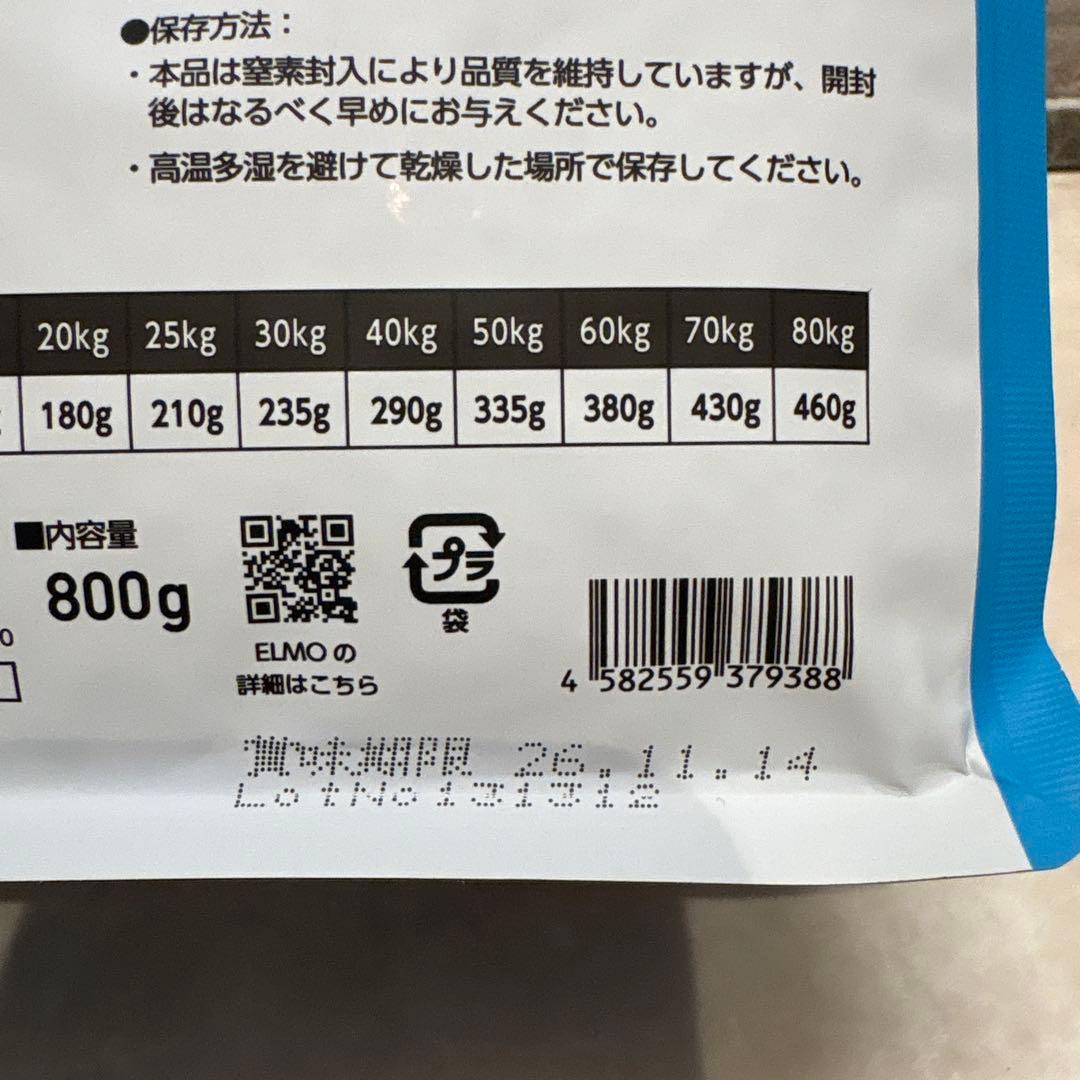 ●保存方法：
・本品は窒素封入により品質を維持していますが、開封
後はなるべく早めにお与えください。
・高温多湿を避けて乾燥した場所で保存してください。
20kg 25kg 30kg 40kg 50kg 60kg 70kg 80kg
180g 210g 235g 290g 335g 380g 430g 460g
■内容量
800g
プラ
袋
ELMOの
詳細はこちら
4 582559 379388
賞味期限 26.11.14
LotNo131312